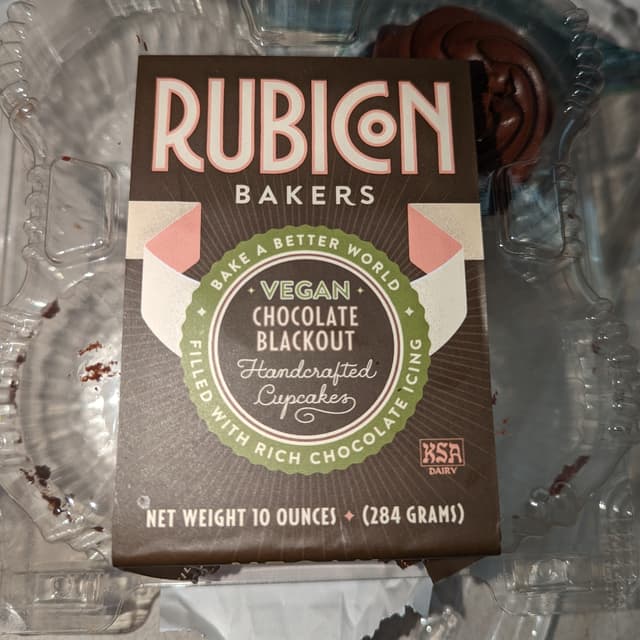 RUBICON
BAKERS
BAKE A BETTER WORLD
VEGAN
CHOCOLATE
BLACKOUT
Handcrafted
Cupcakes
FILLED WITH RICH CHOCOLATE ICING
KSA
DAIRY
NET WEIGHT 10 OUNCES ✦ (284 GRAMS)